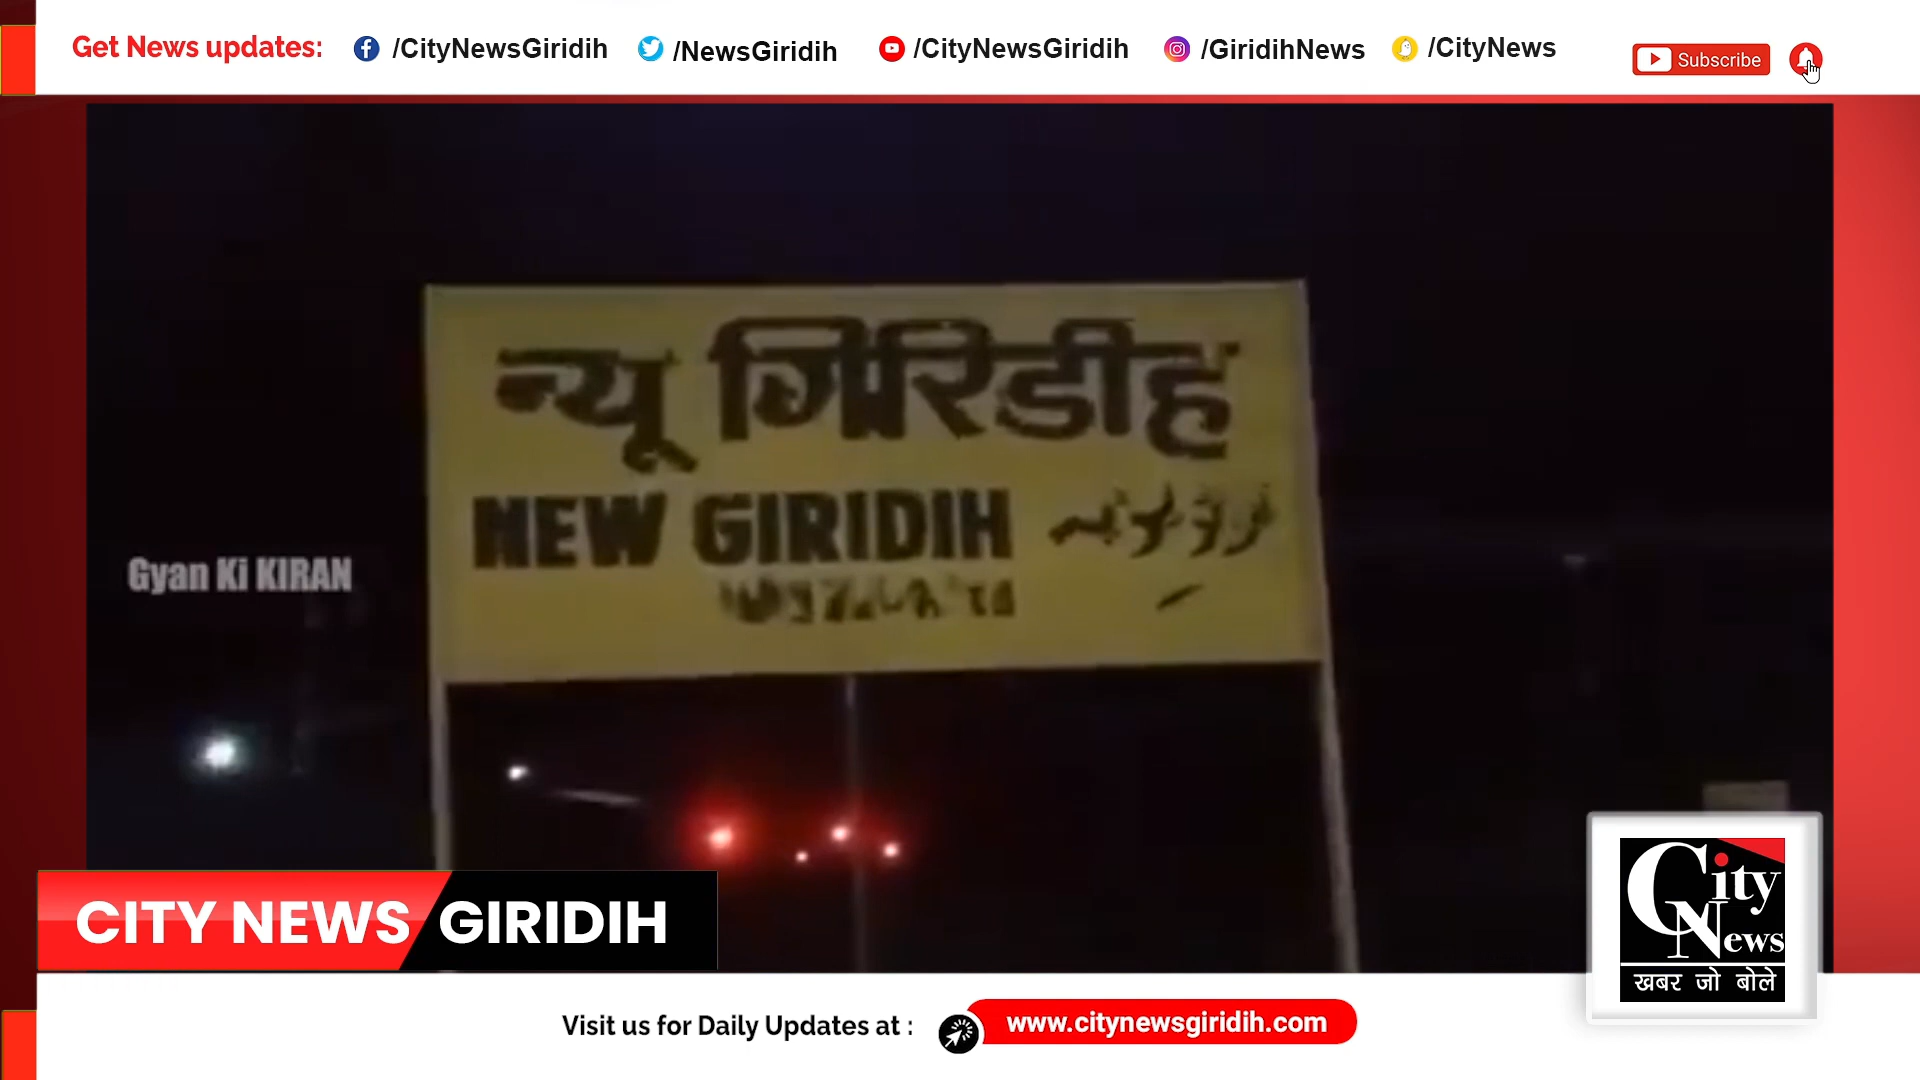 Get News updates: /CityNewsGiridih /NewsGiridih /CityNewsGiridih /GiridihNews /CityNews Subscribe
न्यू गिरिडीह
NEW GIRIDIH
Gyan Ki KIRAN
CITY NEWS GIRIDIH
City
News
खबर जो बोले
Visit us for Daily Updates at : www.citynewsgiridih.com